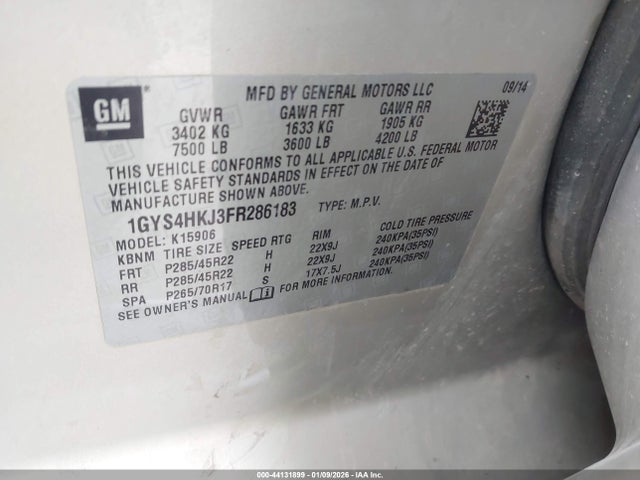 GM
MFD BY GENERAL MOTORS LLC 09/14
GVWR GAWR FRT GAWR RR
3402 KG 1633 KG 1905 KG
7500 LB 3600 LB 4200 LB
THIS VEHICLE CONFORMS TO ALL APPLICABLE U.S. FEDERAL MOTOR
VEHICLE SAFETY STANDARDS IN EFFECT ON THE DATE OF
MANUFACTURE SHOWN ABOVE.
1GYS4HKJ3FR286183 TYPE: M.P.V.
MODEL: K15906
KBNM TIRE SIZE SPEED RTG RIM COLD TIRE PRESSURE
FRT P285/45R22 H 22X9J 240KPA(35PSI)
RR P285/45R22 H 22X9J 240KPA(35PSI)
SPA P265/70R17 S 17X7.5J 240KPA(35PSI)
SEE OWNER'S MANUAL
000-44131899 - 01/09/2026 - IAA Inc.